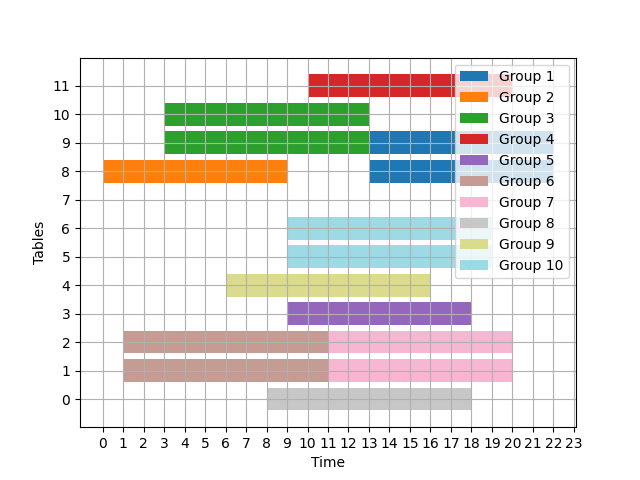 11
10
9
8
7
6
5
4
3
2
1
0
Tables
Group 1
Group 2
Group 3
Group 4
Group 5
Group 6
Group 7
Group 8
Group 9
Group 10
0 1 2 3 4 5 6 7 8 9 10 11 12 13 14 15 16 17 18 19 20 21 22 23
Time